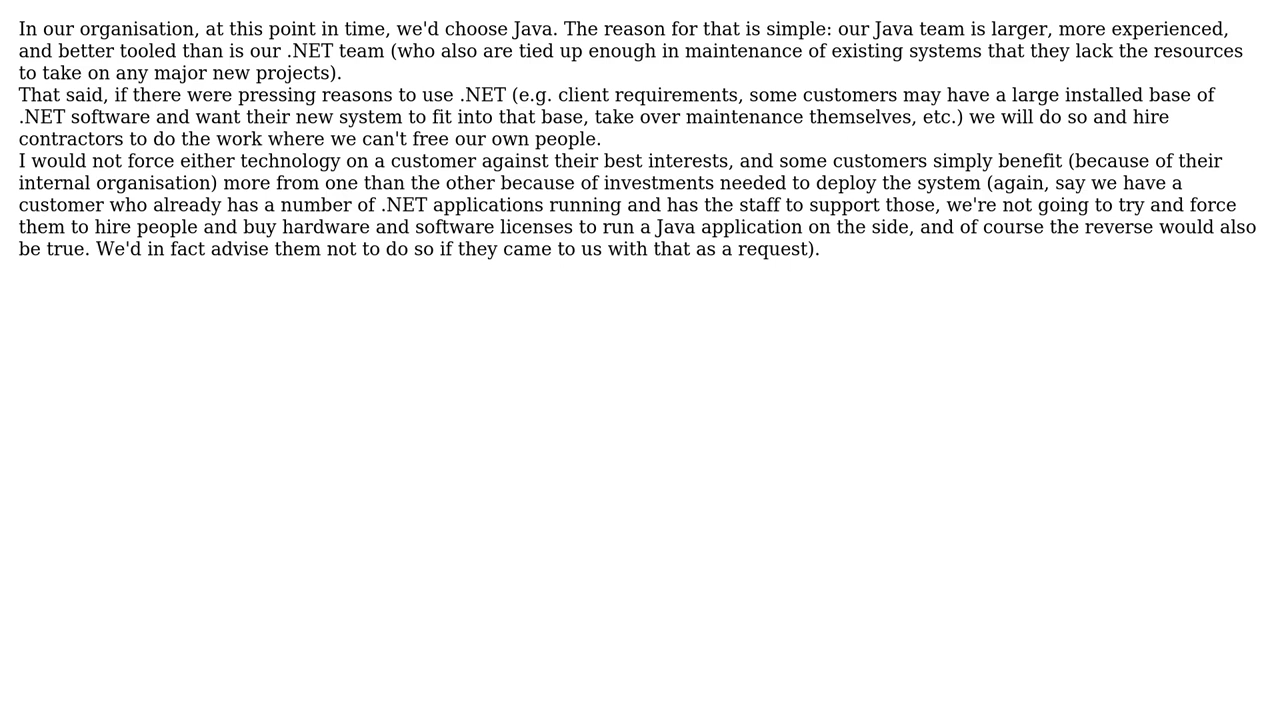 In our organisation, at this point in time, we'd choose Java. The reason for that is simple: our Java team is larger, more experienced,
and better tooled than is our .NET team (who also are tied up enough in maintenance of existing systems that they lack the resources
to take on any major new projects).
That said, if there were pressing reasons to use .NET (e.g. client requirements, some customers may have a large installed base of
.NET software and want their new system to fit into that base, take over maintenance themselves, etc.) we will do so and hire
contractors to do the work where we can't free our own people.
I would not force either technology on a customer against their best interests, and some customers simply benefit (because of their
internal organisation) more from one than the other because of investments needed to deploy the system (again, say we have a
customer who already has a number of .NET applications running and has the staff to support those, we're not going to try and force
them to hire people and buy hardware and software licenses to run a Java application on the side, and of course the reverse would also
be true. We'd in fact advise them not to do so if they came to us with that as a request).